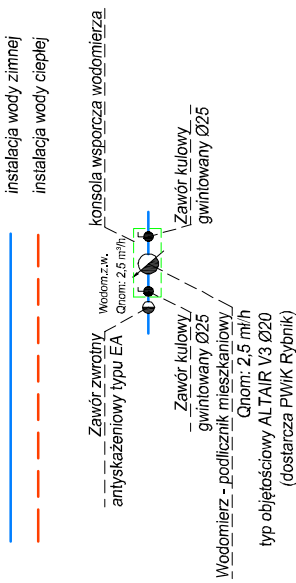 instalacja wody zimnej
instalacja wody ciepłej
konsola wsporcza wodomierza
Zawór kulowy
gwintowany Ø25
Wodom.z.w.
Qnom: 2,5 m³/h
Zawór zwrotny
antyskażeniowy typu EA
Zawór kulowy
gwintowany Ø25
Wodomierz - podlicznik mieszkaniowy
Qnom: 2,5 mł/h
typ objętościowy ALTAIR V3 Ø20
(dostarcza PWiK Rybnik)